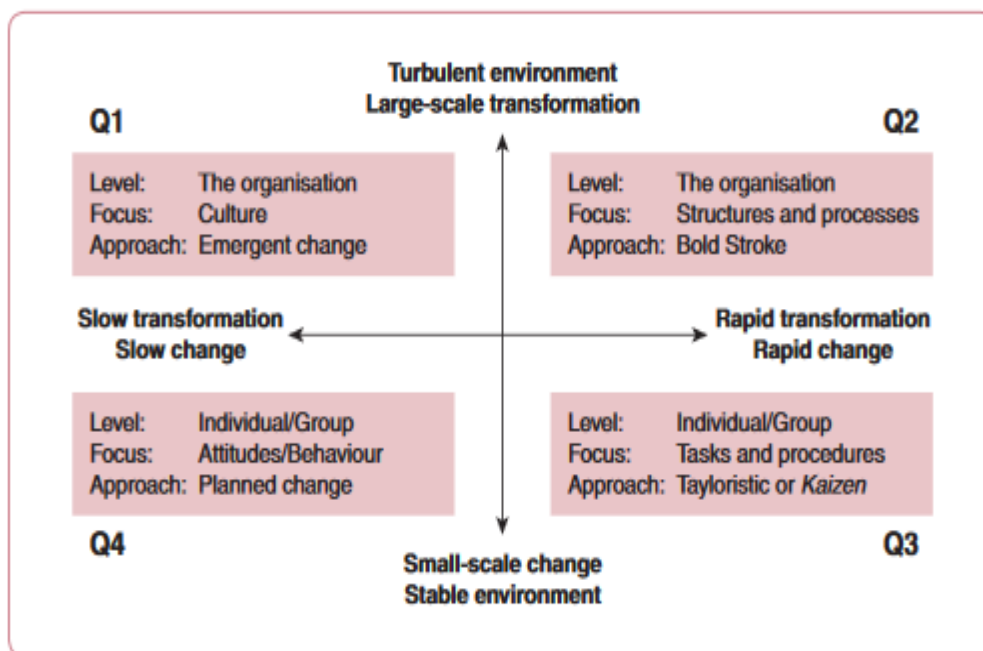 Turbulent environment
Large-scale transformation
Q1
Q2
Level: The organisation
Focus: Culture
Approach: Emergent change
Level: The organisation
Focus: Structures and processes
Approach: Bold Stroke
Slow transformation
Slow change
Rapid transformation
Rapid change
Level: Individual/Group
Focus: Attitudes/Behaviour
Approach: Planned change
Level: Individual/Group
Focus: Tasks and procedures
Approach: Tayloristic or Kaizen
Q4
Q3
Small-scale change
Stable environment